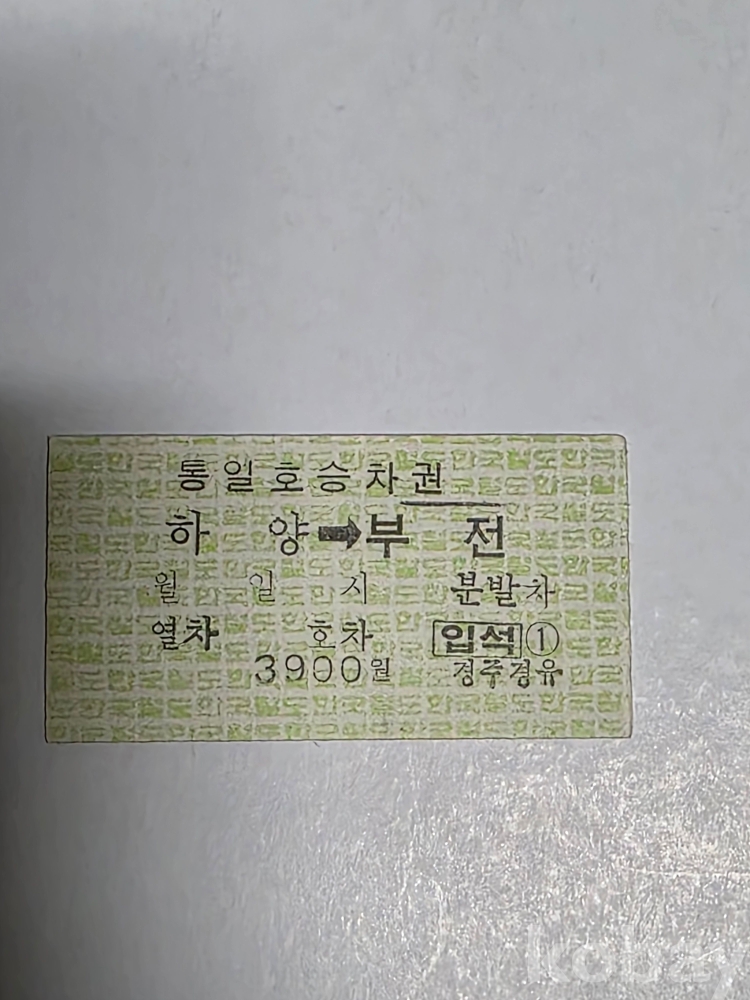 통일호승차권
하 양➡부 전
월 일 시 분발차
열차 호차 입석①
3900원 경주경유
kobay